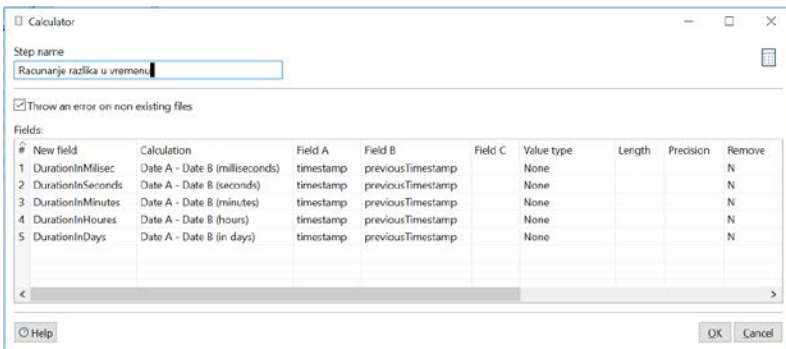 Calculator
Step name
Racunanje razlika u vremenu
Throw an error on non existing files
Fields:
# New field Calculation Field A Field B Field C Value type Length Precision Remove
1 DurationInMilisec Date A - Date B (milliseconds) timestamp previousTimestamp None N
2 DurationInSeconds Date A - Date B (seconds) timestamp previousTimestamp None N
3 DurationInMinutes Date A - Date B (minutes) timestamp previousTimestamp None N
4 DurationInHoures Date A - Date B (hours) timestamp previousTimestamp None N
5 DurationInDays Date A - Date B (in days) timestamp previousTimestamp None N
Help OK Cancel